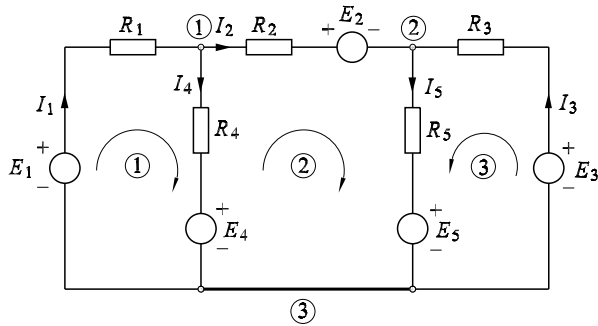 R₁ ① I₂ R₂ + E₂ − ② R₃
I₁ I₄ I₅ I₃
R₄ R₅
+ +
E₁ ① ② ③ E₃
− −
+ +
E₄ E₅
− −
③